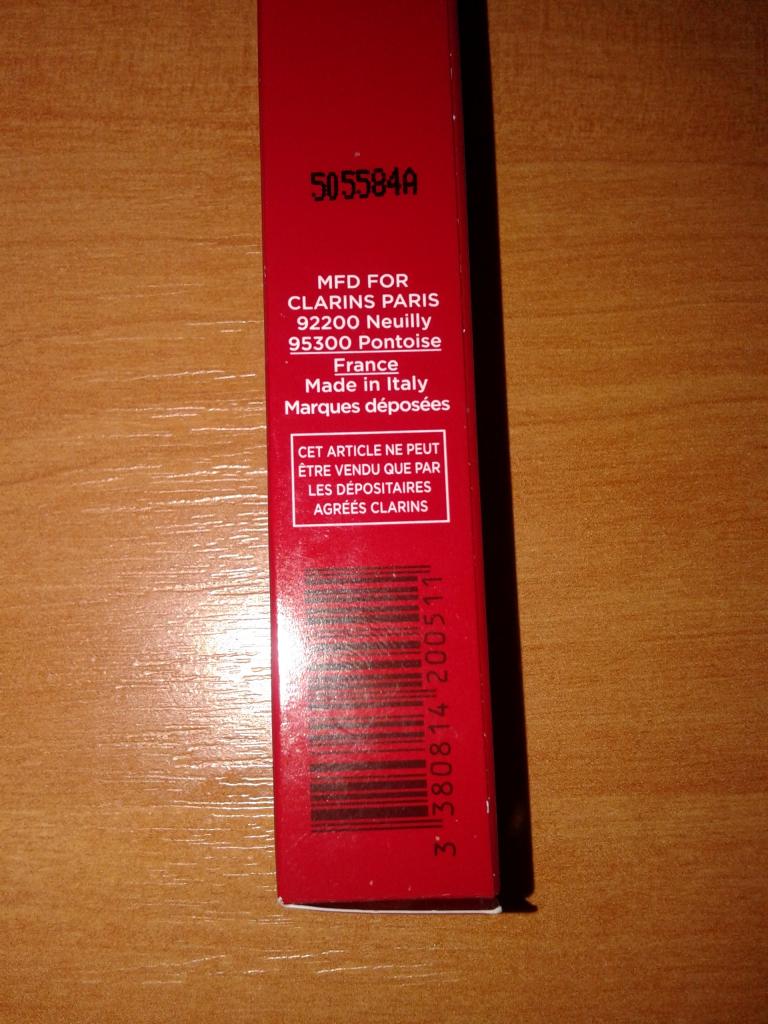 505584A
MFD FOR
CLARINS PARIS
92200 Neuilly
95300 Pontoise
France
Made in Italy
Marques déposées
CET ARTICLE NE PEUT
ÊTRE VENDU QUE PAR
LES DÉPOSITAIRES
AGRÉÉS CLARINS
3 380814 200511